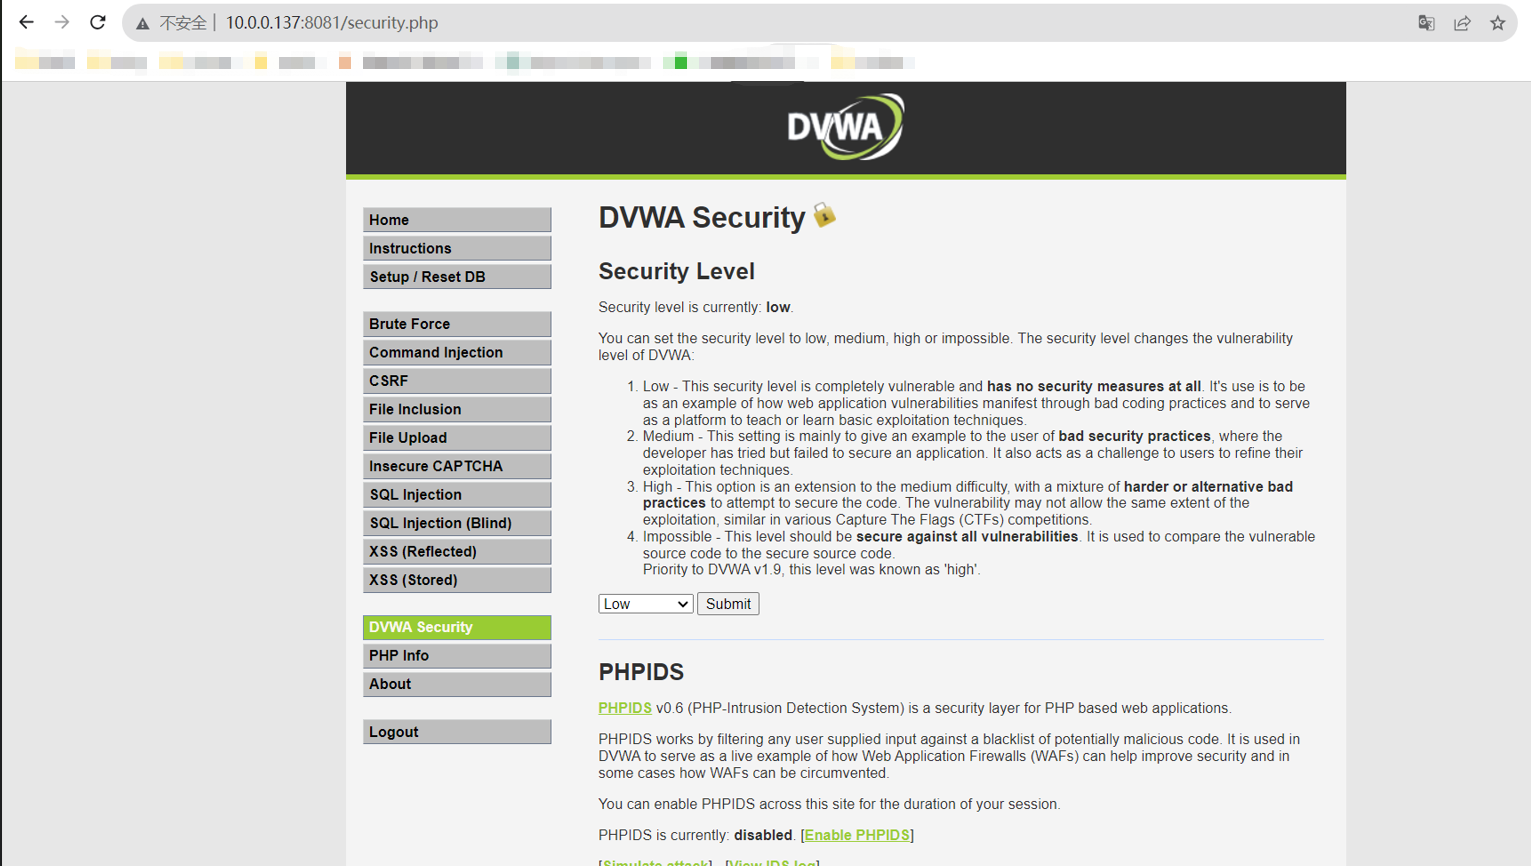 不安全 | 10.0.0.137:8081/security.php
DVWA
Home
Instructions
Setup / Reset DB
Brute Force
Command Injection
CSRF
File Inclusion
File Upload
Insecure CAPTCHA
SQL Injection
SQL Injection (Blind)
XSS (Reflected)
XSS (Stored)
DVWA Security
PHP Info
About
Logout
DVWA Security
Security Level
Security level is currently: low.
You can set the security level to low, medium, high or impossible. The security level changes the vulnerability
level of DVWA:
1. Low - This security level is completely vulnerable and has no security measures at all. It's use is to be
as an example of how web application vulnerabilities manifest through bad coding practices and to serve
as a platform to teach or learn basic exploitation techniques.
2. Medium - This setting is mainly to give an example to the user of bad security practices, where the
developer has tried but failed to secure an application. It also acts as a challenge to users to refine their
exploitation techniques.
3. High - This option is an extension to the medium difficulty, with a mixture of harder or alternative bad
practices to attempt to secure the code. The vulnerability may not allow the same extent of the
exploitation, similar in various Capture The Flags (CTFs) competitions.
4. Impossible - This level should be secure against all vulnerabilities. It is used to compare the vulnerable
source code to the secure source code.
Priority to DVWA v1.9, this level was known as 'high'.
Low Submit
PHPIDS
PHPIDS v0.6 (PHP-Intrusion Detection System) is a security layer for PHP based web applications.
PHPIDS works by filtering any user supplied input against a blacklist of potentially malicious code. It is used in
DVWA to serve as a live example of how Web Application Firewalls (WAFs) can help improve security and in
some cases how WAFs can be circumvented.
You can enable PHPIDS across this site for the duration of your session.
PHPIDS is currently: disabled. [Enable PHPIDS]
[Simulate attack] - [View IDS log]